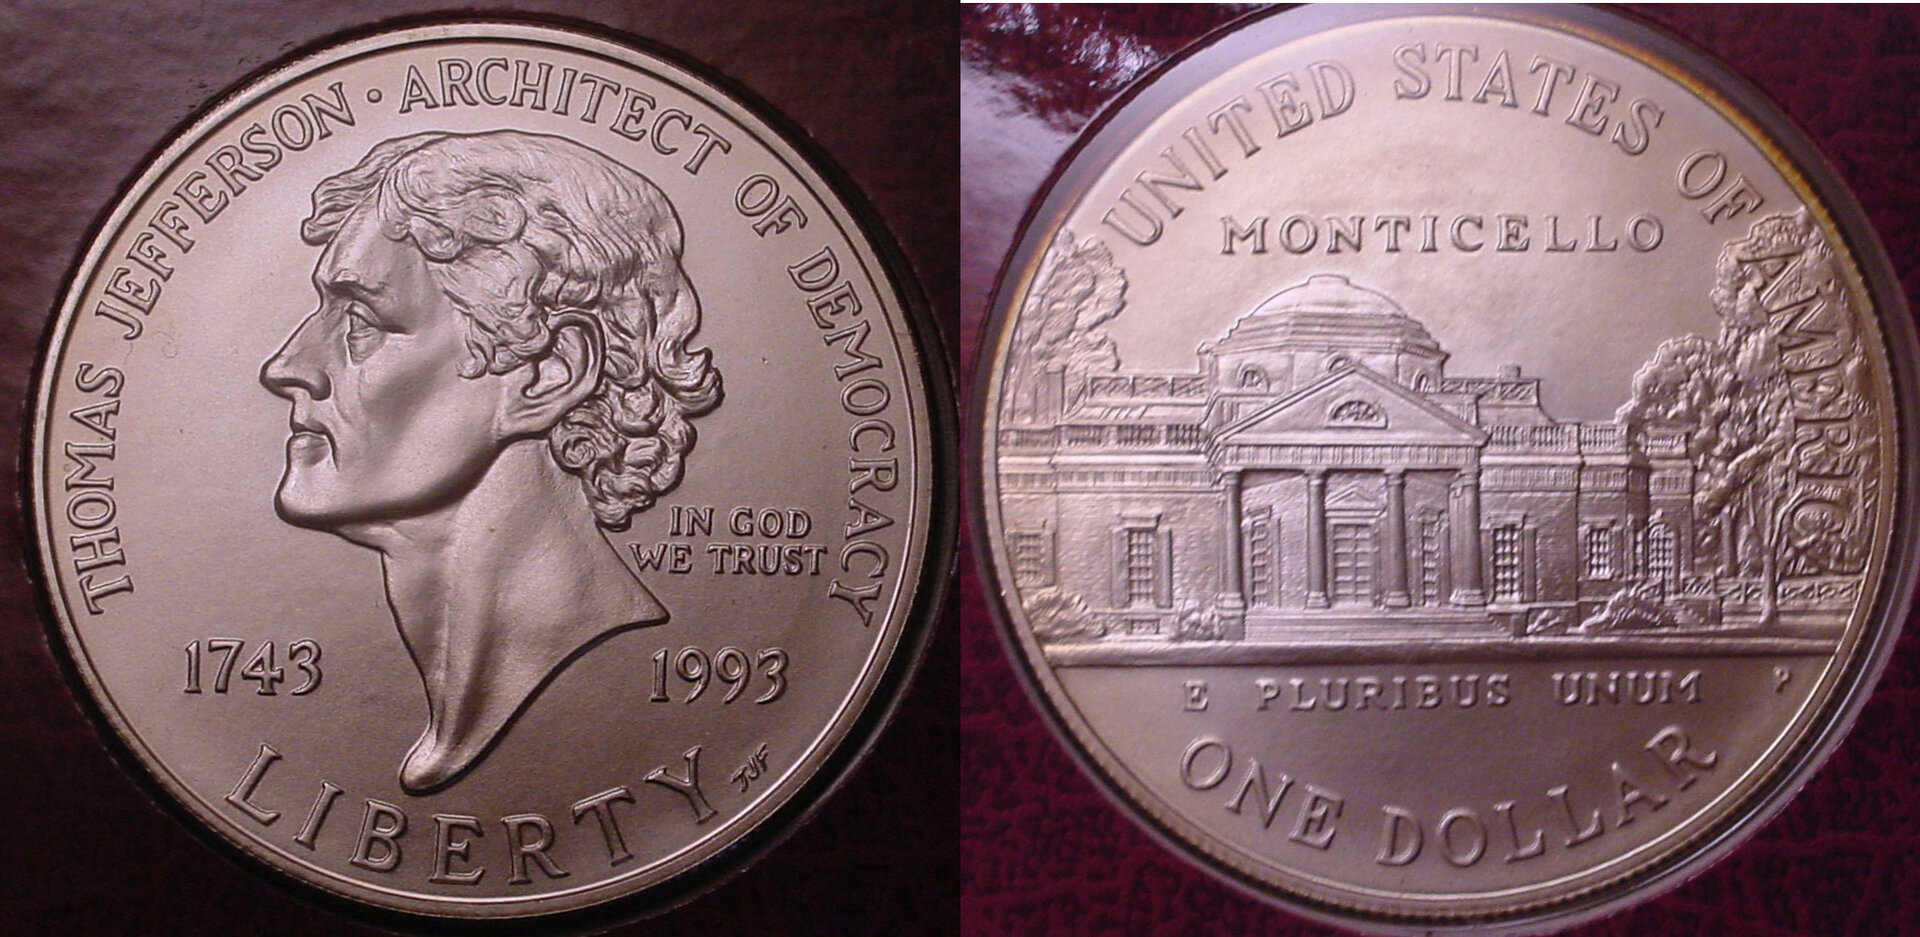 THOMAS JEFFERSON · ARCHITECT OF DEMOCRACY
IN GOD
WE TRUST
1743
1993
LIBERTY
TJF
UNITED STATES OF AMERICA
MONTICELLO
E PLURIBUS UNUM
P
ONE DOLLAR